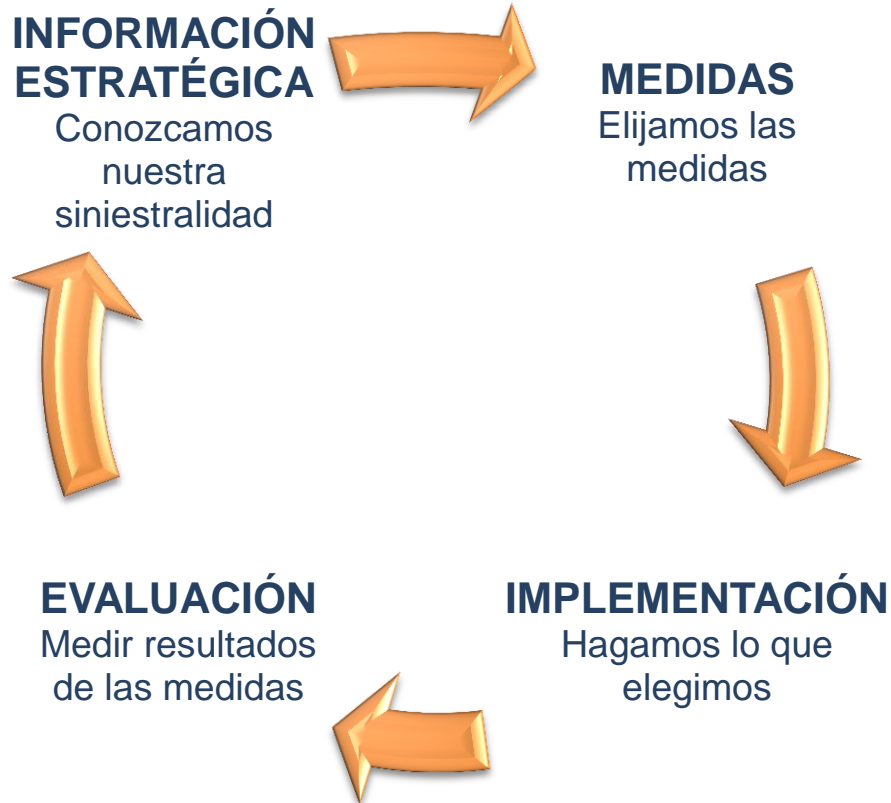 INFORMACIÓN
ESTRATÉGICA
Conozcamos
nuestra
siniestralidad
MEDIDAS
Elijamos las
medidas
EVALUACIÓN
Medir resultados
de las medidas
IMPLEMENTACIÓN
Hagamos lo que
elegimos